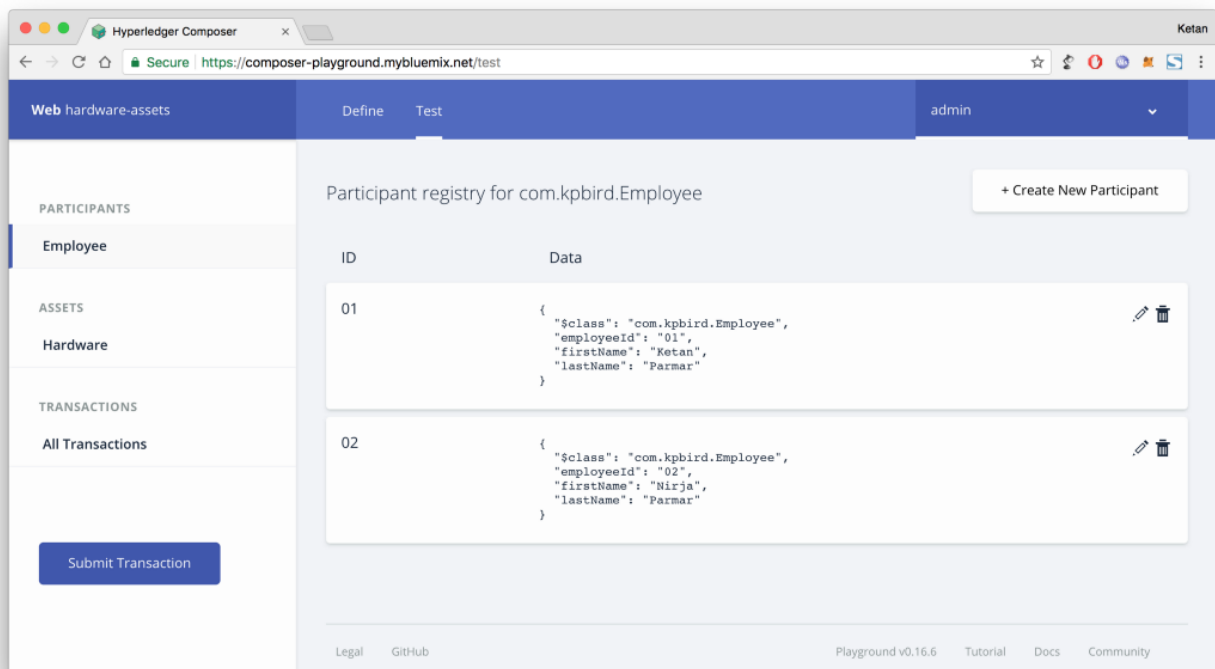 Hyperledger Composer
Ketan
Secure https://composer-playground.mybluemix.net/test
Web hardware-assets
Define Test
admin
PARTICIPANTS
Employee
ASSETS
Hardware
TRANSACTIONS
All Transactions
Submit Transaction
Participant registry for com.kpbird.Employee
+ Create New Participant
ID Data
01
{
"$class": "com.kpbird.Employee",
"employeeId": "01",
"firstName": "Ketan",
"lastName": "Parmar"
}
02
{
"$class": "com.kpbird.Employee",
"employeeId": "02",
"firstName": "Nirja",
"lastName": "Parmar"
}
Legal GitHub
Playground v0.16.6 Tutorial Docs Community